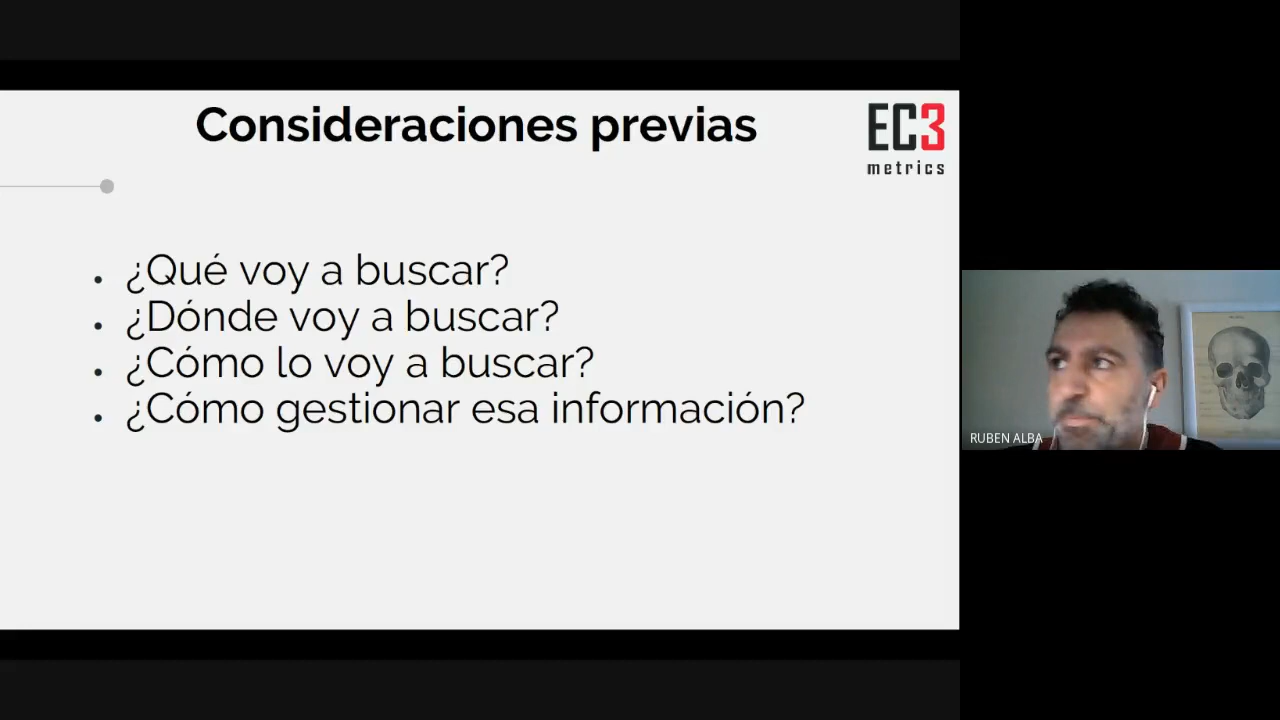 Consideraciones previas
EC3
metrics
¿Qué voy a buscar?
¿Dónde voy a buscar?
¿Cómo lo voy a buscar?
¿Cómo gestionar esa información?
RUBEN ALBA